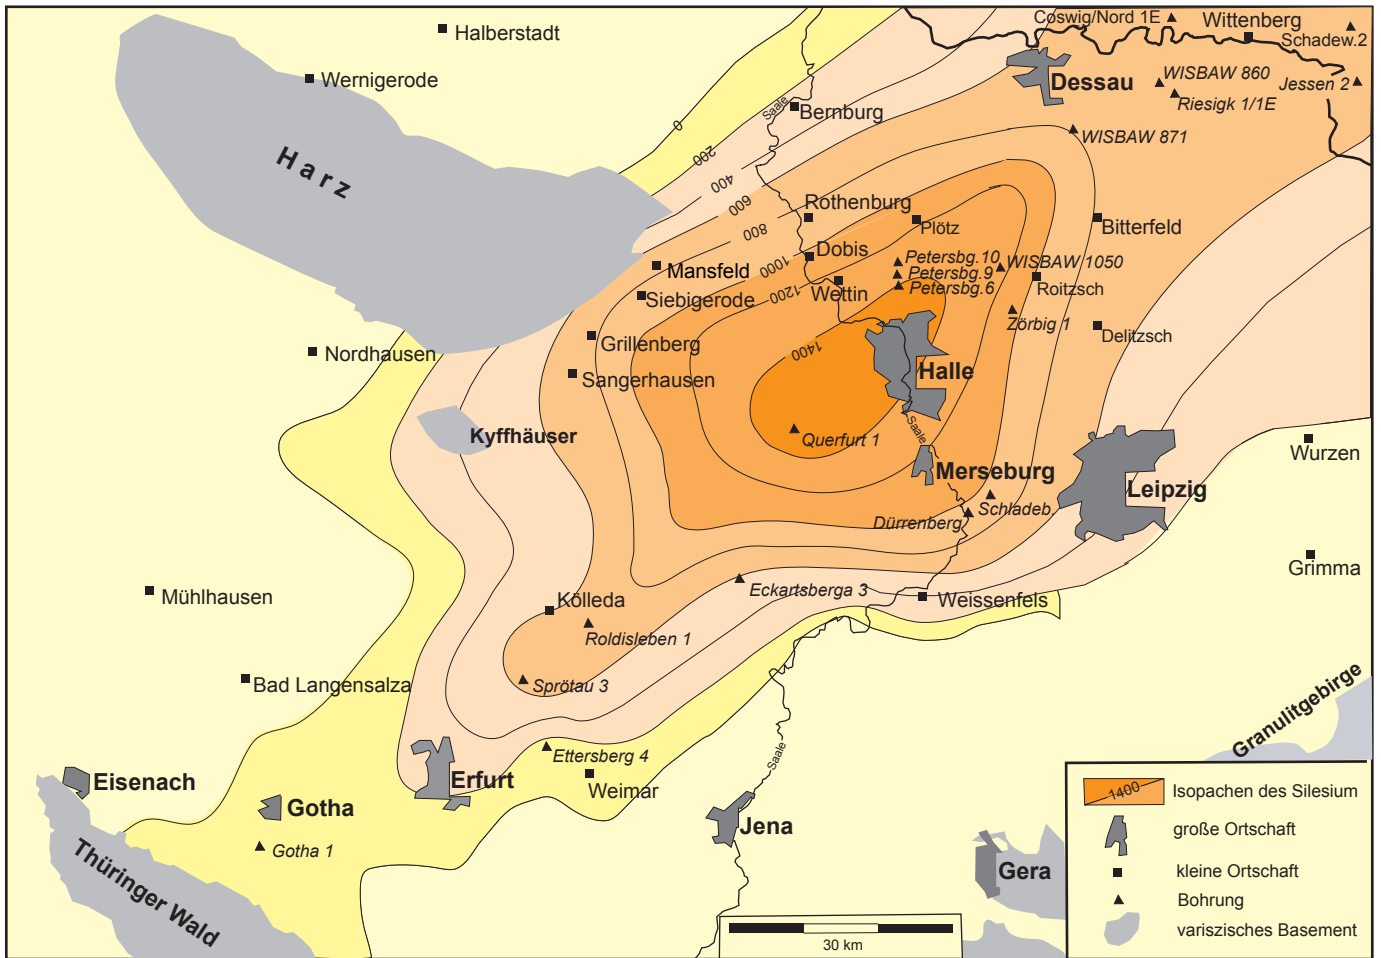 Coswig/Nord 1E
Wittenberg
Halberstadt
Schadew.2
Wernigerode
Dessau
WISBAW 860
Jessen 2
Riesigk 1/1E
Saale
Bernburg
0
WISBAW 871
200
Harz
400
600
Rothenburg
Plötz
Bitterfeld
800
Dobis
Petersbg.10
WISBAW 1050
1000
Mansfeld
Petersbg.9
Petersbg.6
Roitzsch
1200
Wettin
Siebigerode
Zörbig 1
Delitzsch
Grillenberg
1400
Nordhausen
Halle
Sangerhausen
Saale
Kyffhäuser
Querfurt 1
Wurzen
Merseburg
Leipzig
Schladeb.
Dürrenberg
Grimma
Eckartsberga 3
Mühlhausen
Kölleda
Weissenfels
Roldisleben 1
Bad Langensalza
Sprötau 3
Granulitgebirge
Ettersberg 4
Saale
Eisenach
Erfurt
Weimar
Gotha
Jena
Gotha 1
Thüringer Wald
Gera
30 km
1400
Isopachen des Silesium
große Ortschaft
kleine Ortschaft
Bohrung
variszisches Basement